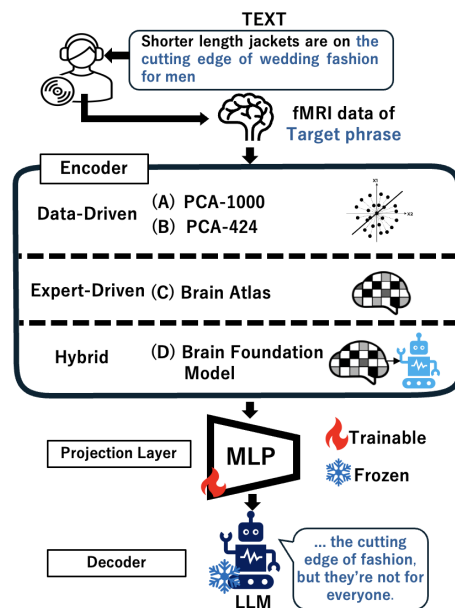 TEXT
Shorter length jackets are on the
cutting edge of wedding fashion
for men
fMRI data of
Target phrase
Encoder
Data-Driven
(A) PCA-1000
(B) PCA-424
X1
X2
Expert-Driven
(C) Brain Atlas
Hybrid
(D) Brain Foundation
Model
Projection Layer
MLP
Trainable
Frozen
Decoder
LLM
... the cutting
edge of fashion,
but they're not for
everyone.